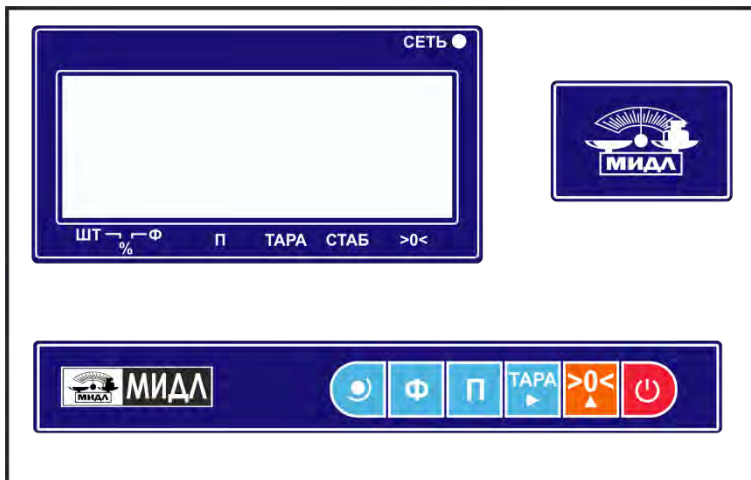 СЕТЬ
ШТ % Ф П ТАРА СТАБ >0<
МИДЛ
МИДЛ МИДЛ Ф П ТАРА >0<